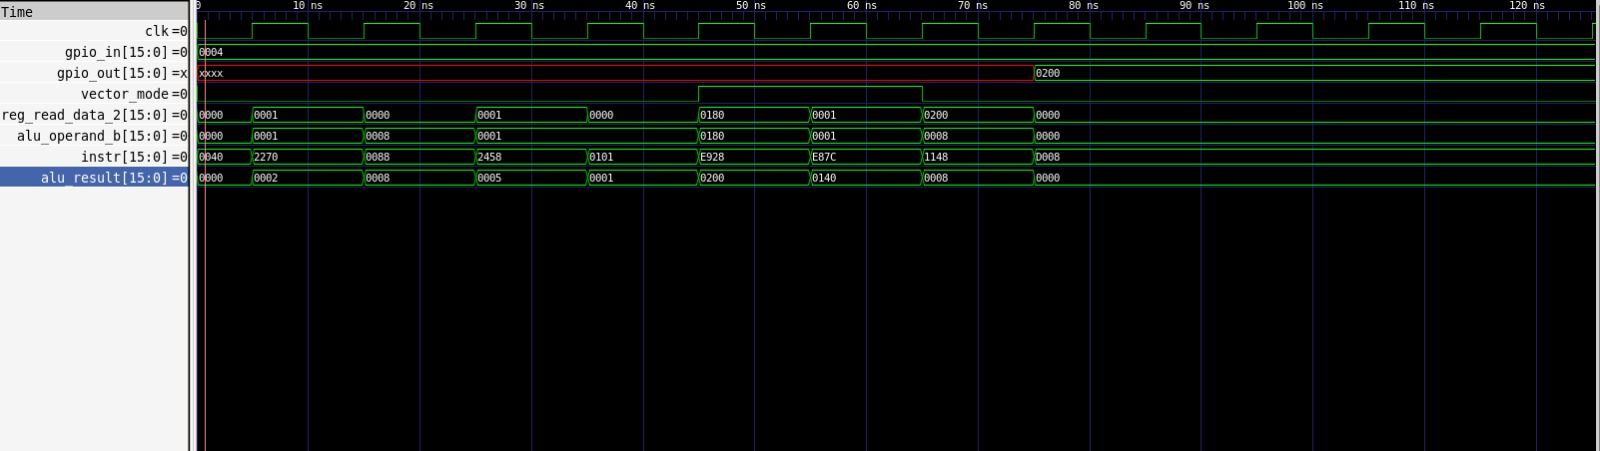 Time 0 10 ns 20 ns 30 ns 40 ns 50 ns 60 ns 70 ns 80 ns 90 ns 100 ns 110 ns 120 ns
clk=0
gpio_in[15:0]=0 0004
gpio_out[15:0]=x xxxx 0200
vector_mode=0
reg_read_data_2[15:0]=0 0000 0001 0000 0001 0000 0180 0001 0200 0000
alu_operand_b[15:0]=0 0000 0001 0008 0001 0180 0001 0008 0000
instr[15:0]=0 0040 2270 0088 2458 0101 E928 E87C 1148 D008
alu_result[15:0]=0 0000 0002 0008 0005 0001 0200 0140 0008 0000